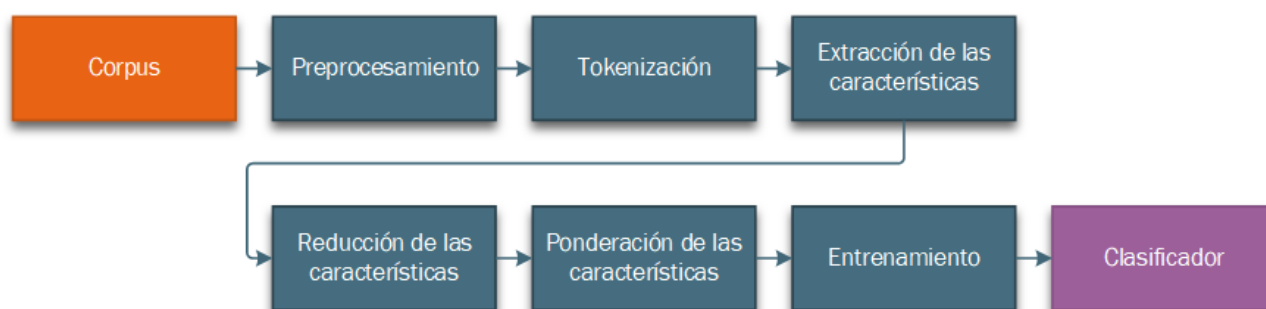 Corpus
Preprocesamiento
Tokenización
Extracción de las
características
Reducción de las
características
Ponderación de las
características
Entrenamiento
Clasificador